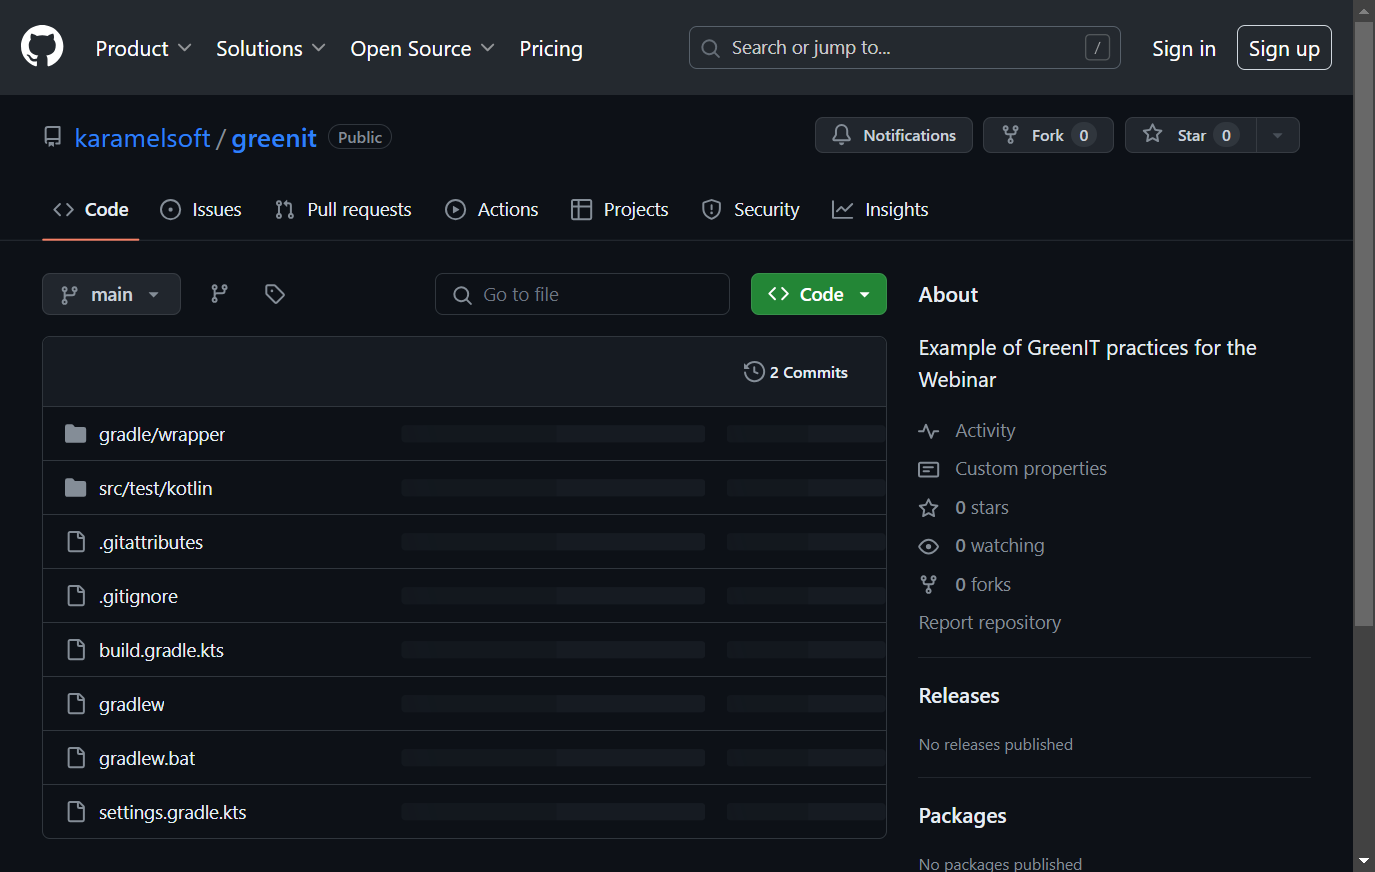 Product Solutions Open Source Pricing Search or jump to... / Sign in Sign up
karamelsoft / greenit Public Notifications Fork 0 Star 0
Code Issues Pull requests Actions Projects Security Insights
main Go to file Code
2 Commits
gradle/wrapper
src/test/kotlin
.gitattributes
.gitignore
build.gradle.kts
gradlew
gradlew.bat
settings.gradle.kts
About
Example of GreenIT practices for the
Webinar
Activity
Custom properties
0 stars
0 watching
0 forks
Report repository
Releases
No releases published
Packages
No packages published